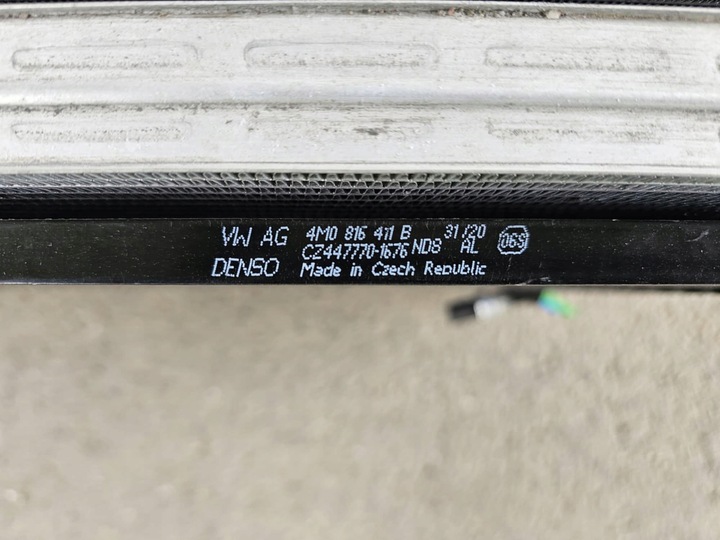 VW AG 4M0 816 411 B 31/20
CZ447770-1676 ND8 AL 06S
DENSO Made in Czech Republic